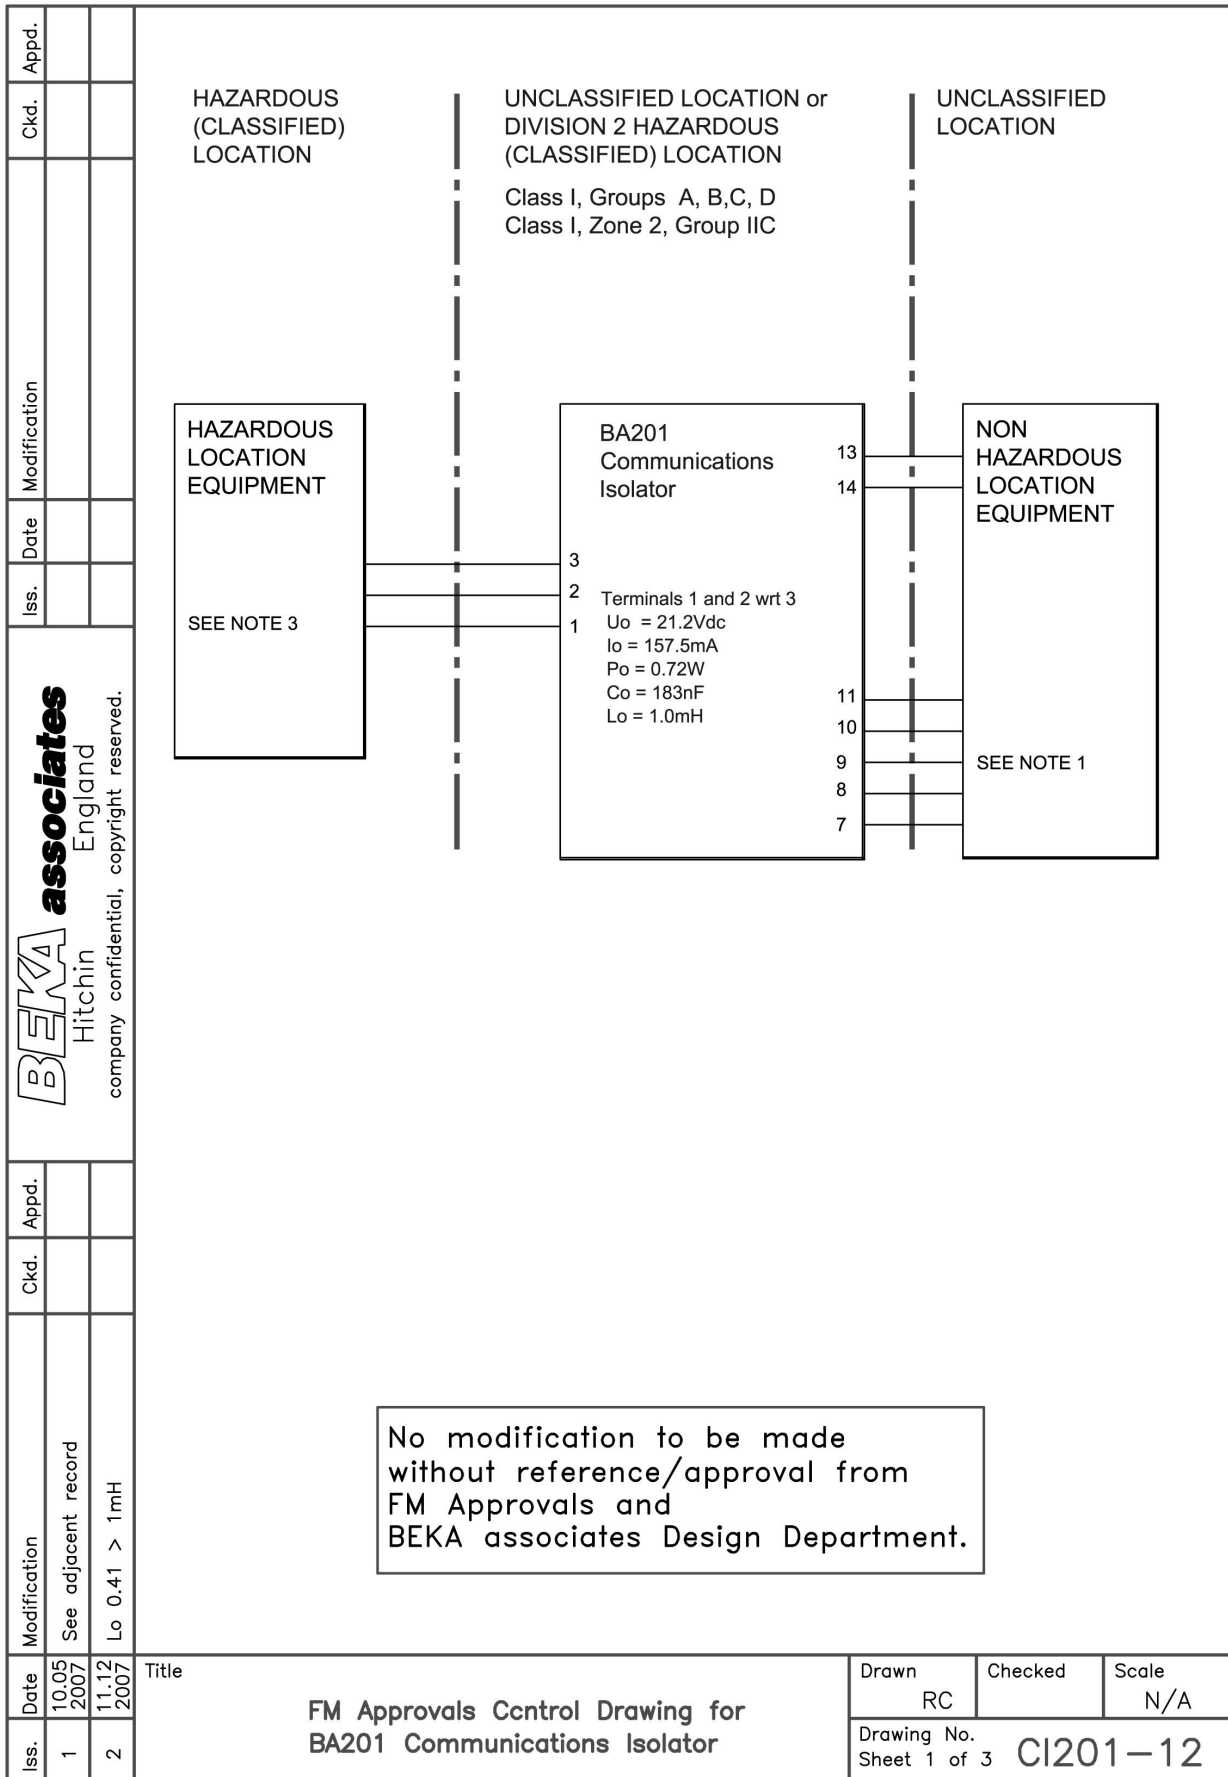 HAZARDOUS
(CLASSIFIED)
LOCATION
UNCLASSIFIED LOCATION or
DIVISION 2 HAZARDOUS
(CLASSIFIED) LOCATION
Class I, Groups A, B,C, D
Class I, Zone 2, Group IIC
UNCLASSIFIED
LOCATION
HAZARDOUS
LOCATION
EQUIPMENT
SEE NOTE 3
BA201
Communications
Isolator
3
2
1
Terminals 1 and 2 wrt 3
Uo = 21.2Vdc
Io = 157.5mA
Po = 0.72W
Co = 183nF
Lo = 1.0mH
13
14
11
10
9
8
7
NON
HAZARDOUS
LOCATION
EQUIPMENT
SEE NOTE 1
No modification to be made
without reference/approval from
FM Approvals and
BEKA associates Design Department.
Title
FM Approvals Ccntrol Drawing for
BA201 Communications Isolator
Drawn
RC
Checked
Scale
N/A
Drawing No.
Sheet 1 of 3 CI201-12
Iss. Date Modification Ckd. Appd.
1 10.05 2007 See adjacent record
2 11.12 2007 Lo 0.41 > 1mH
BEKA associates
Hitchin England
company confidential, copyright reserved.
Iss. Date Modification Ckd. Appd.